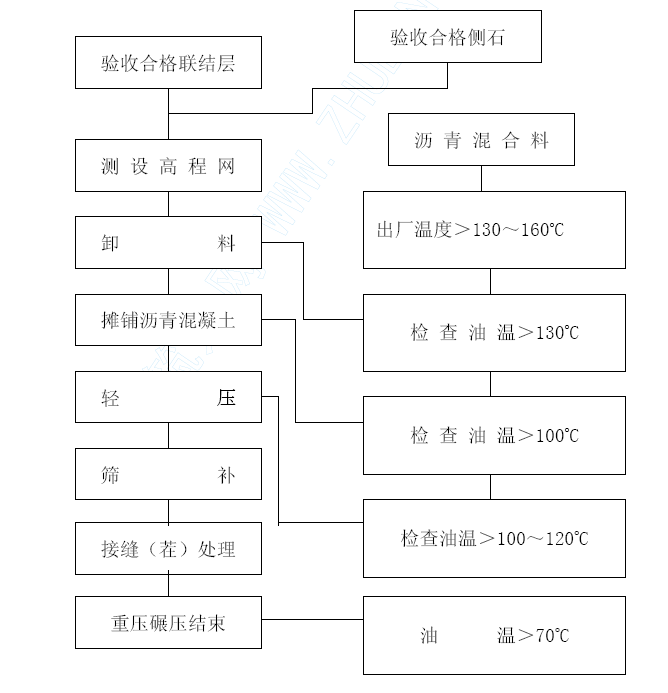 验收合格侧石
验收合格联结层
沥青混合料
测设高程网
出厂温度＞130～160℃
卸料
摊铺沥青混凝土
检查油温＞130℃
轻压
检查油温＞100℃
筛补
接缝（茬）处理
检查油温＞100～120℃
重压碾压结束
油温＞70℃